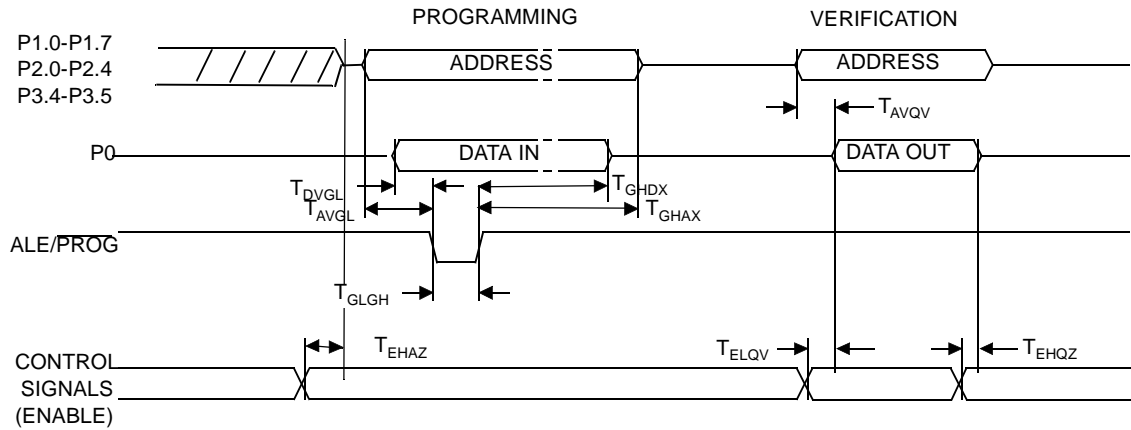 PROGRAMMING
VERIFICATION
P1.0-P1.7
P2.0-P2.4
P3.4-P3.5
ADDRESS
ADDRESS
TAVQV
P0
DATA IN
DATA OUT
TDVGL
TGHDX
TAVGL
TGHAX
ALE/PROG
TGLGH
TEHAZ
TELQV
TEHQZ
CONTROL
SIGNALS
(ENABLE)